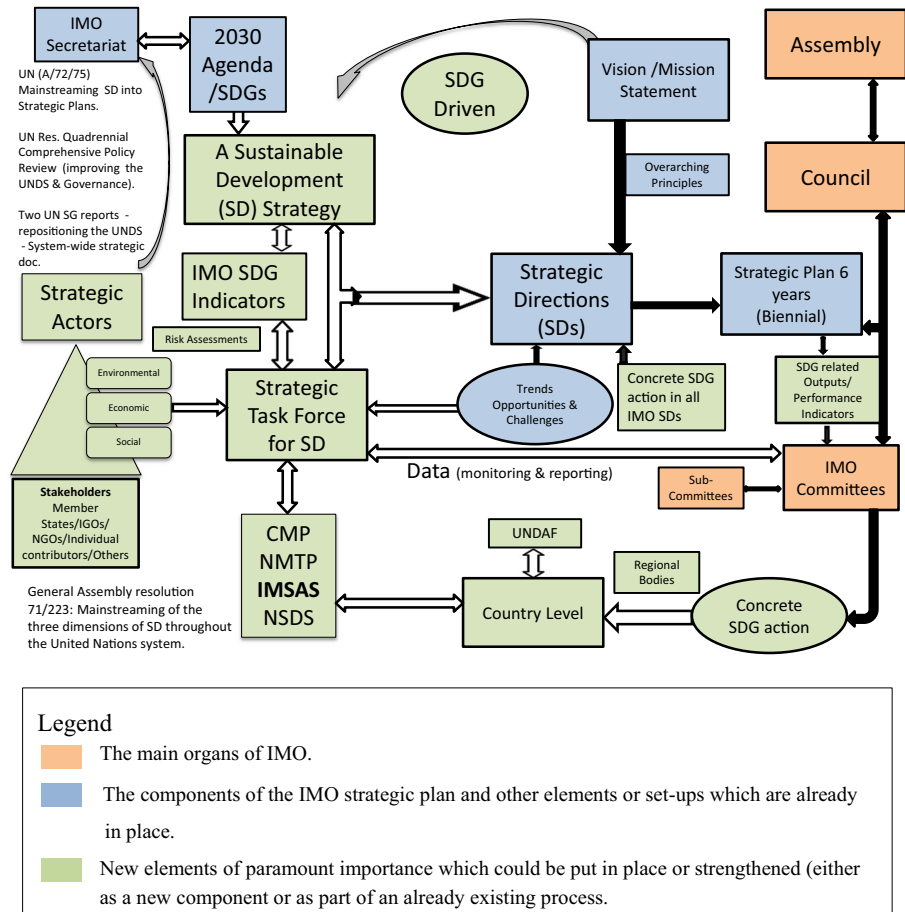 IMO
Secretariat
2030
Agenda
/SDGs
SDG
Driven
Vision /Mission
Statement
Assembly
UN (A/72/75)
Mainstreaming SD into
Strategic Plans.
UN Res. Quadrennial
Comprehensive Policy
Review (improving the
UNDS & Governance).
Two UN SG reports -
repositioning the UNDS
- System-wide strategic
doc.
A Sustainable
Development
(SD) Strategy
Overarching
Principles
Council
Strategic
Actors
IMO SDG
Indicators
Strategic
Directions
(SDs)
Strategic Plan 6
years
(Biennial)
Risk Assessments
Environmental
Economic
Social
Strategic
Task Force
for SD
Trends
Opportunities &
Challenges
Concrete SDG
action in all
IMO SDs
SDG related
Outputs/
Performance
Indicators
Data (monitoring & reporting)
Sub-
Committees
IMO
Committees
Stakeholders
Member
States/IGOs/
NGOs/Individual
contributors/Others
CMP
NMTP
IMSAS
NSDS
UNDAF
Regional
Bodies
Country Level
Concrete
SDG action
General Assembly resolution
71/223: Mainstreaming of the
three dimensions of SD throughout
the United Nations system.
Legend
The main organs of IMO.
The components of the IMO strategic plan and other elements or set-ups which are already
in place.
New elements of paramount importance which could be put in place or strengthened (either
as a new component or as part of an already existing process.